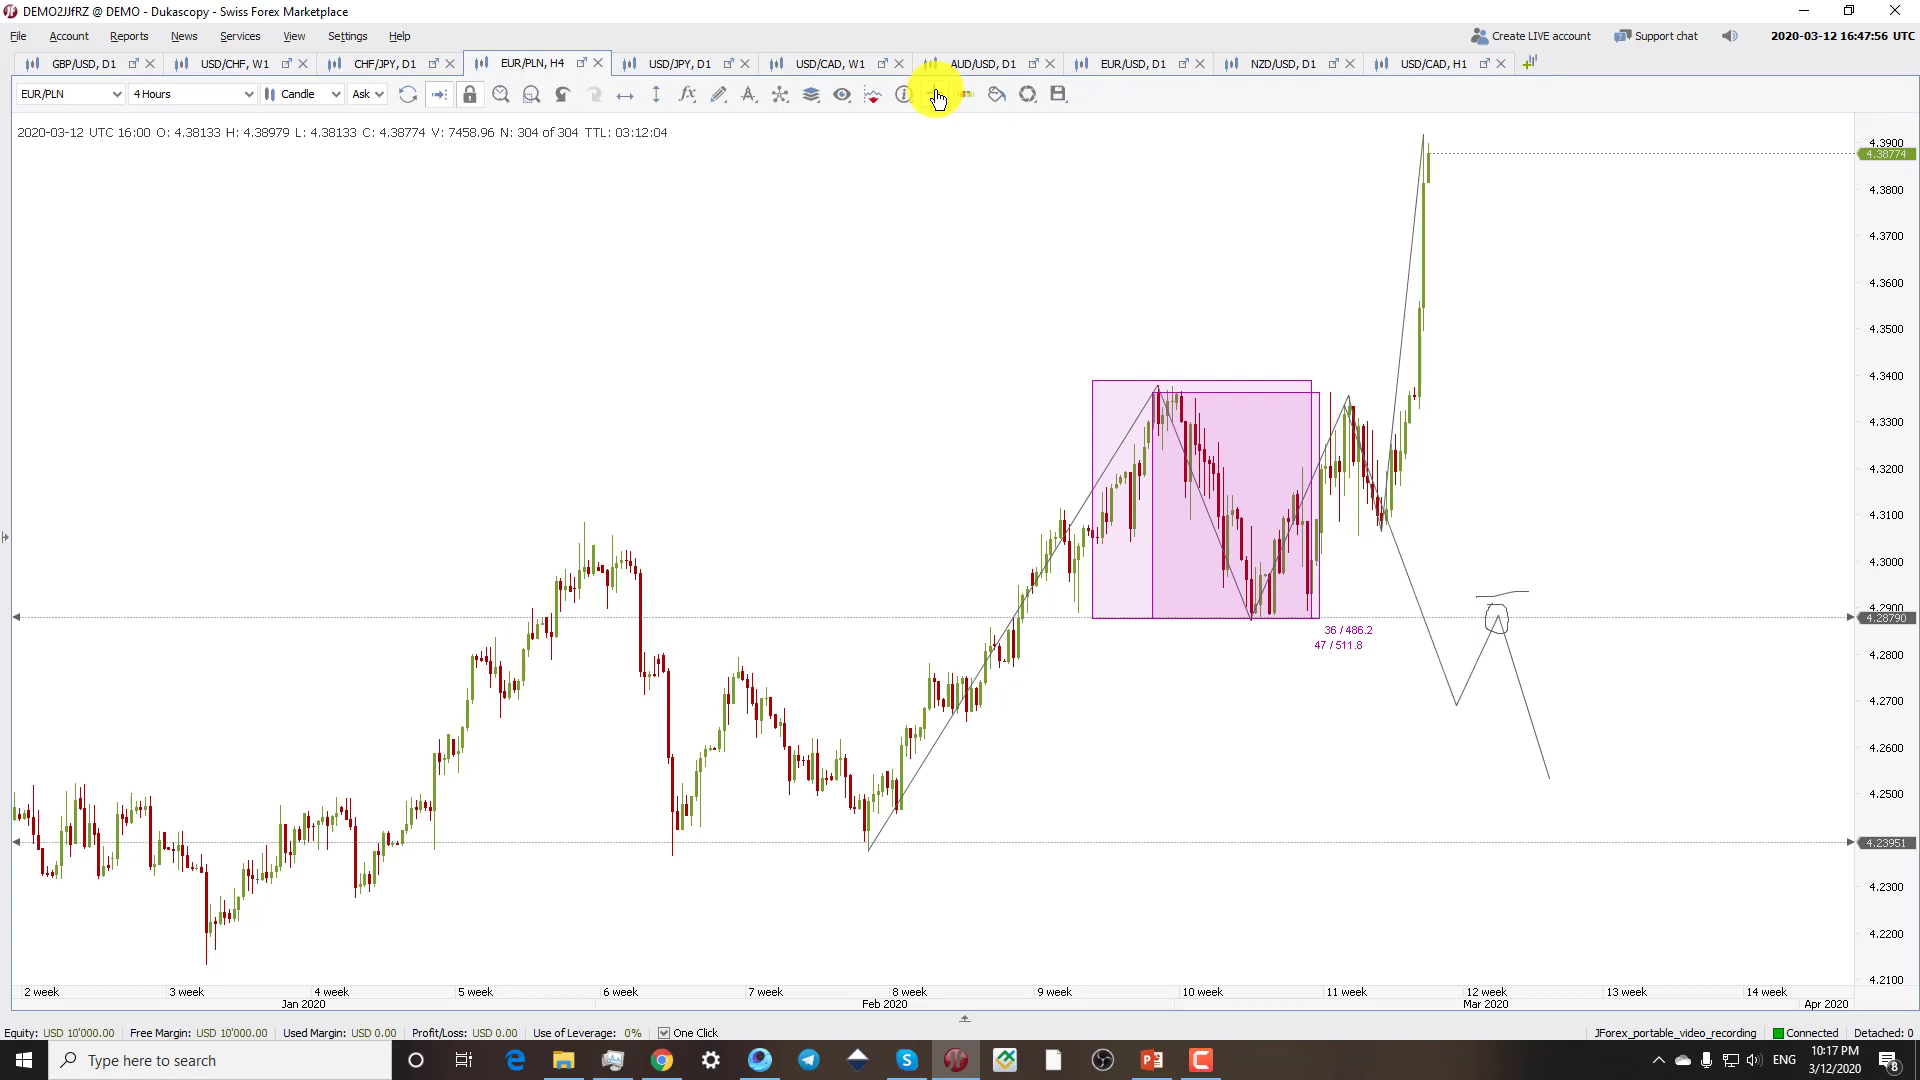 DEMO2JJfRZ @ DEMO - Dukascopy - Swiss Forex Marketplace
File Account Reports News Services View Settings Help
Create LIVE account Support chat 2020-03-12 16:47:56 UTC
GBP/USD, D1 USD/CHF, W1 CHF/JPY, D1 EUR/PLN, H4 USD/JPY, D1 USD/CAD, W1 AUD/USD, D1 EUR/USD, D1 NZD/USD, D1 USD/CAD, H1
EUR/PLN 4 Hours Candle Ask
2020-03-12 UTC 16:00 O: 4.38133 H: 4.38979 L: 4.38133 C: 4.38774 V: 7458.96 N: 304 of 304 TTL: 03:12:04
4.3900
4.38774
4.3800
4.3700
4.3600
4.3500
4.3400
4.3300
4.3200
4.3100
4.3000
4.2900
4.28790
36 / 486.2
47 / 511.8
4.2800
4.2700
4.2600
4.2500
4.23951
4.2300
4.2200
4.2100
2 week 3 week 4 week 5 week 6 week 7 week 8 week 9 week 10 week 11 week 12 week 13 week 14 week
Jan 2020 Feb 2020 Mar 2020 Apr 2020
Equity: USD 10'000.00 Free Margin: USD 10'000.00 Used Margin: USD 0.00 Profit/Loss: USD 0.00 Use of Leverage: 0% One Click JForex_portable_video_recording Connected Detached: 0
Type here to search
ENG
10:17 PM
3/12/2020
8